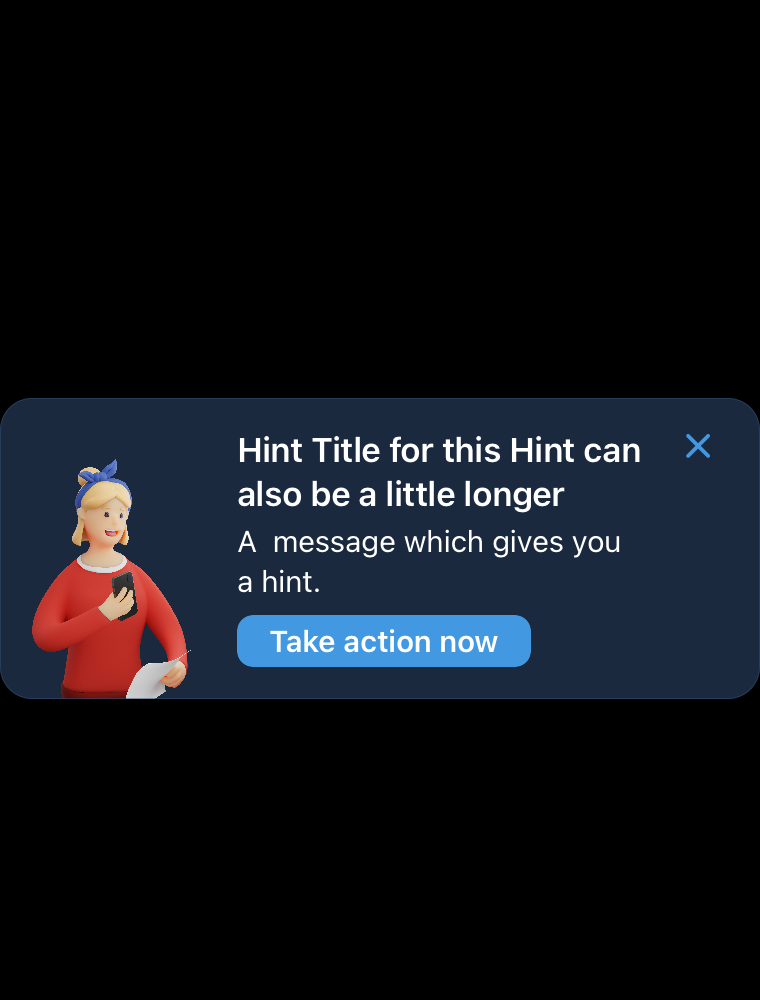 Hint Title for this Hint can
also be a little longer
A  message which gives you
a hint.
Take action now